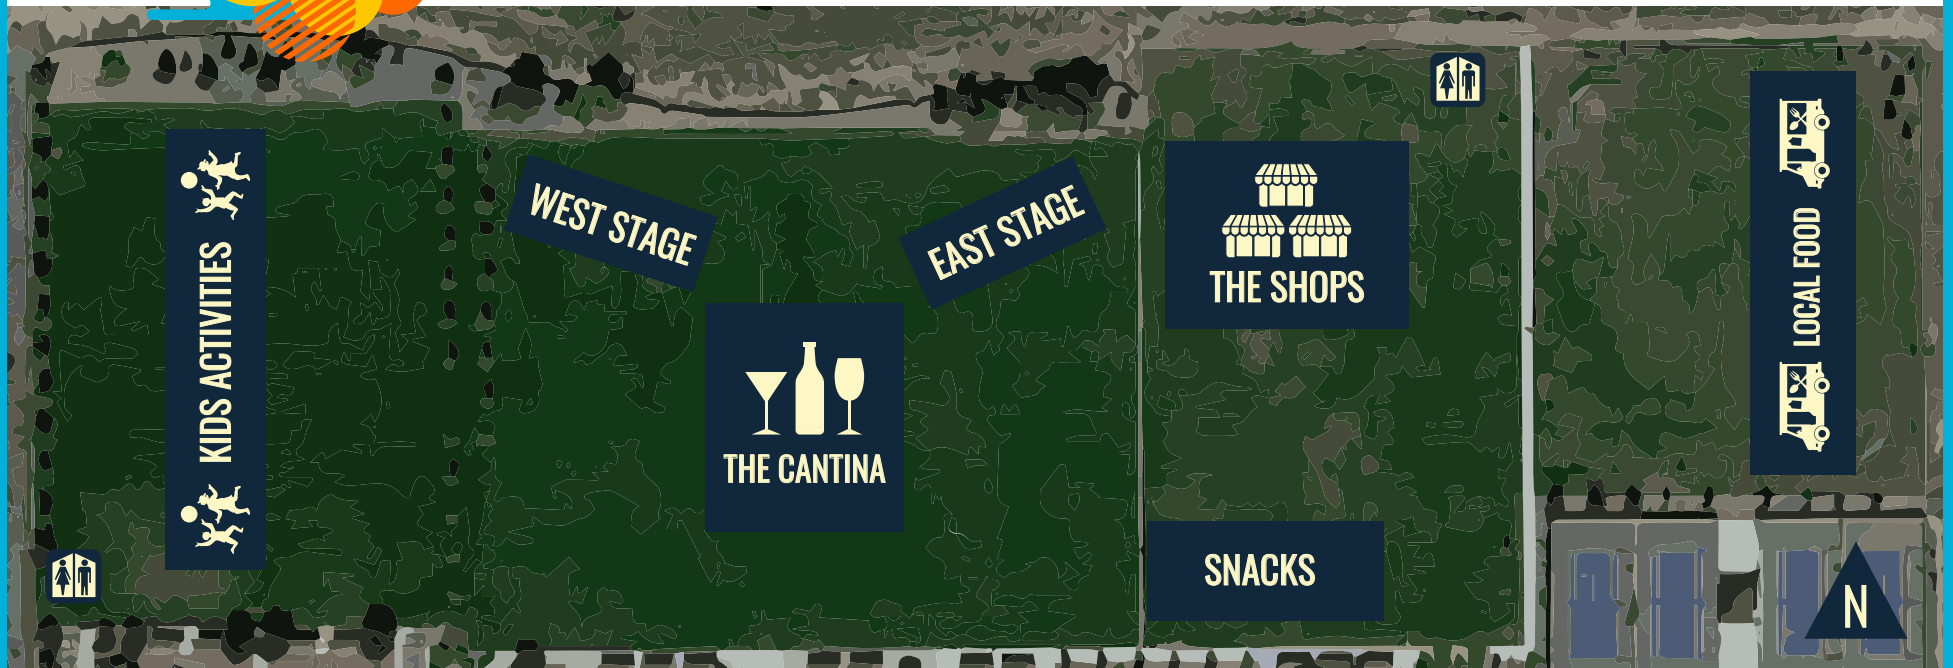 KIDS ACTIVITIES
WEST STAGE
EAST STAGE
THE CANTINA
THE SHOPS
SNACKS
LOCAL FOOD
N